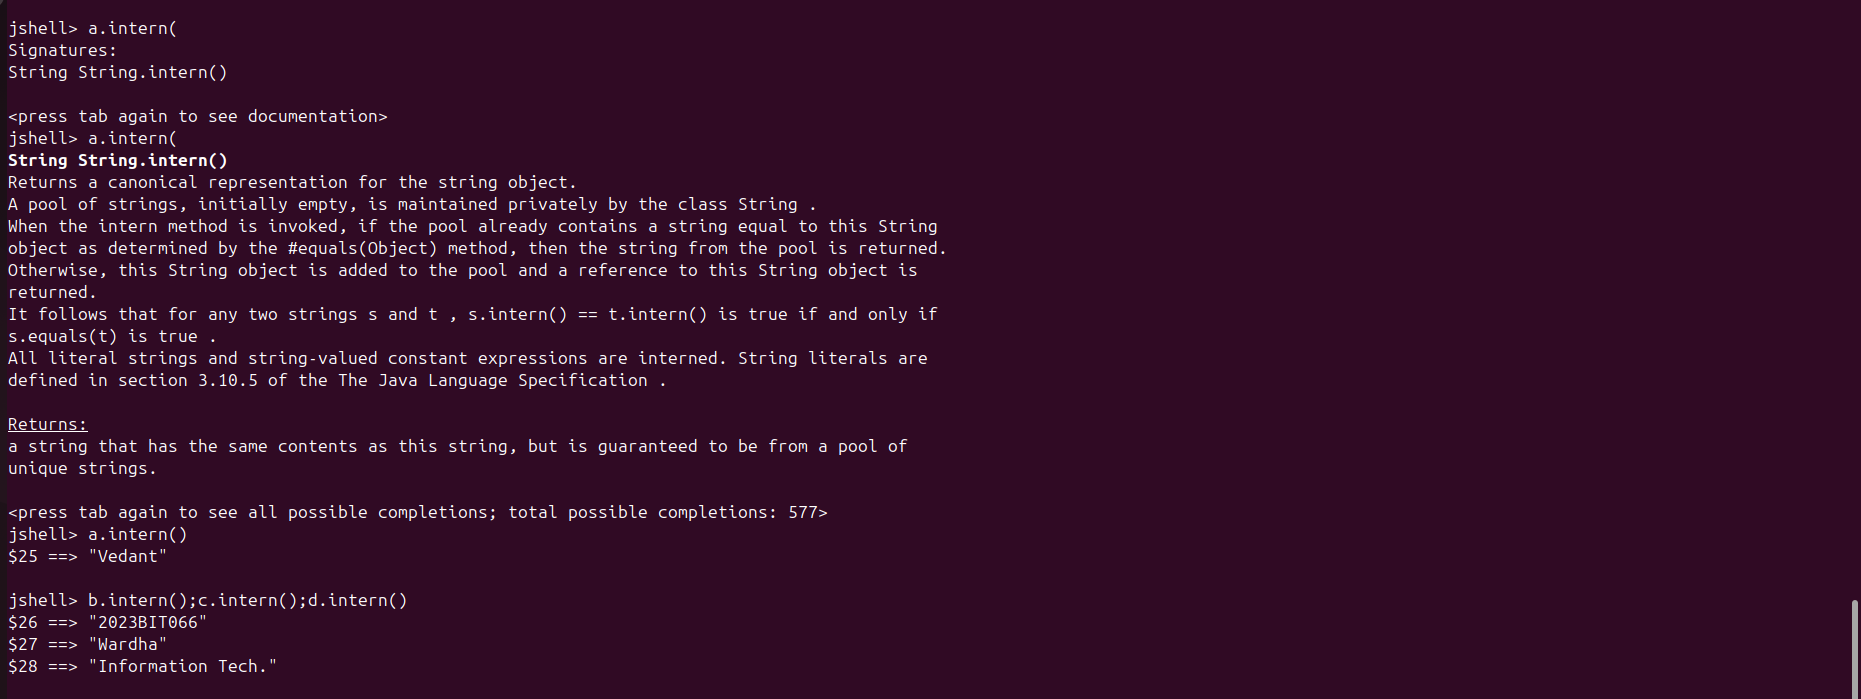 jshell> a.intern(
Signatures:
String String.intern()
<press tab again to see documentation>
jshell> a.intern(
String String.intern()
Returns a canonical representation for the string object.
A pool of strings, initially empty, is maintained privately by the class String .
When the intern method is invoked, if the pool already contains a string equal to this String
object as determined by the #equals(Object) method, then the string from the pool is returned.
Otherwise, this String object is added to the pool and a reference to this String object is
returned.
It follows that for any two strings s and t , s.intern() == t.intern() is true if and only if
s.equals(t) is true .
All literal strings and string-valued constant expressions are interned. String literals are
defined in section 3.10.5 of the The Java Language Specification .
Returns:
a string that has the same contents as this string, but is guaranteed to be from a pool of
unique strings.
<press tab again to see all possible completions; total possible completions: 577>
jshell> a.intern()
$25 ==> "Vedant"
jshell> b.intern();c.intern();d.intern()
$26 ==> "2023BIT066"
$27 ==> "Wardha"
$28 ==> "Information Tech."